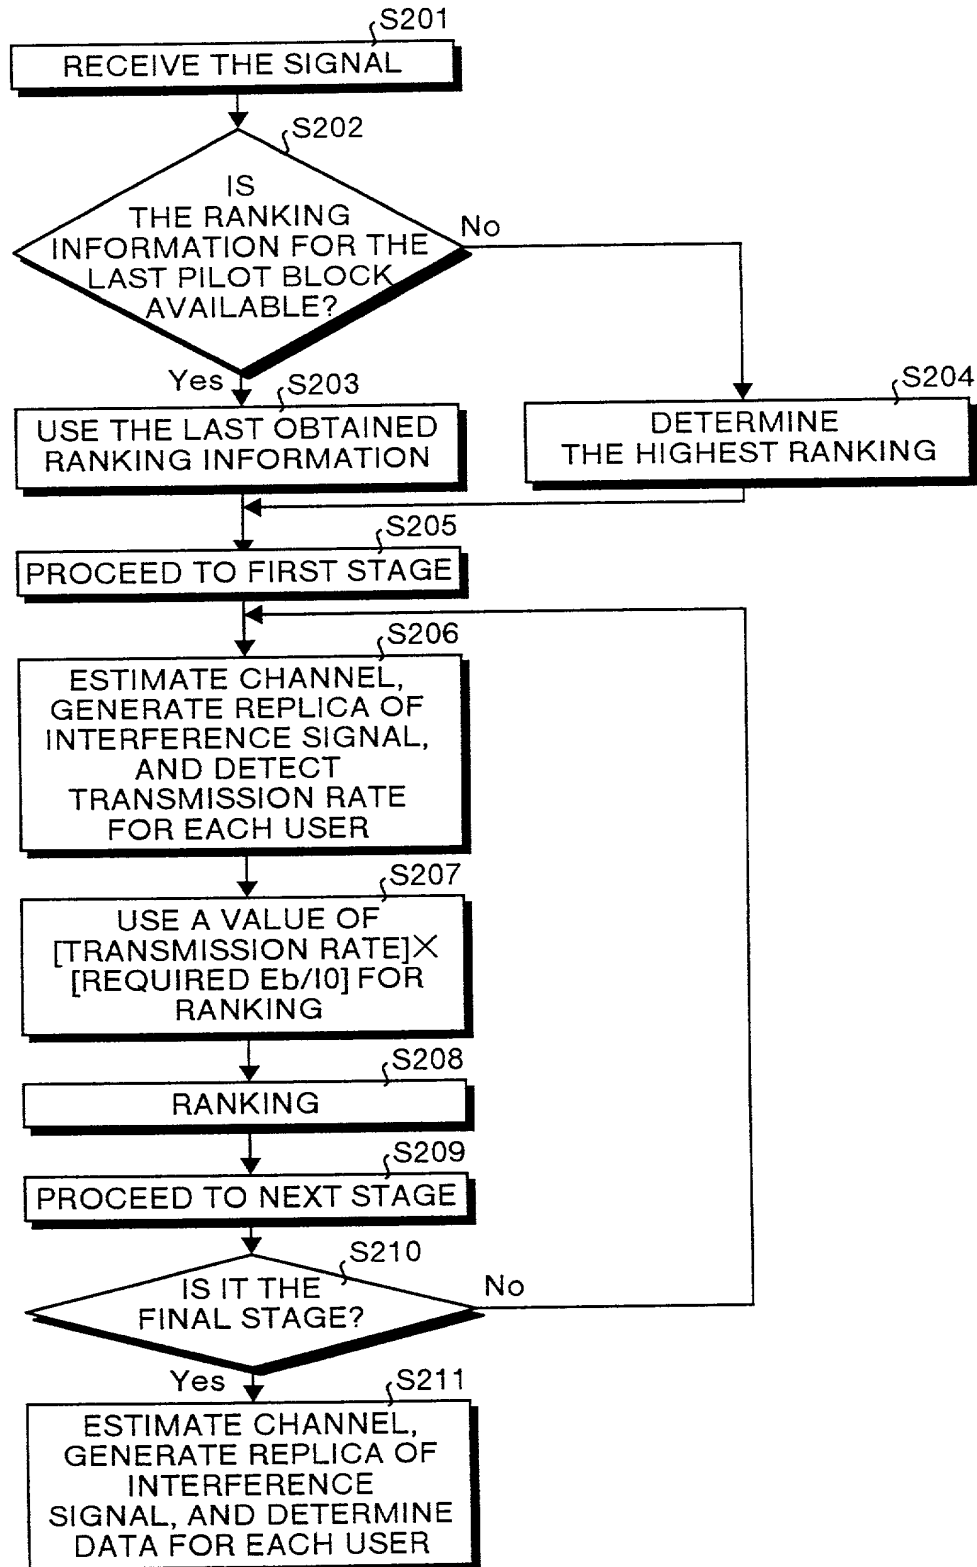 S201
RECEIVE THE SIGNAL
S202
IS
THE RANKING
INFORMATION FOR THE
LAST PILOT BLOCK
AVAILABLE?
No
Yes
S203
USE THE LAST OBTAINED
RANKING INFORMATION
S204
DETERMINE
THE HIGHEST RANKING
S205
PROCEED TO FIRST STAGE
S206
ESTIMATE CHANNEL,
GENERATE REPLICA OF
INTERFERENCE SIGNAL,
AND DETECT
TRANSMISSION RATE
FOR EACH USER
S207
USE A VALUE OF
[TRANSMISSION RATE]×
[REQUIRED Eb/I0] FOR
RANKING
S208
RANKING
S209
PROCEED TO NEXT STAGE
S210
IS IT THE
FINAL STAGE?
No
Yes
S211
ESTIMATE CHANNEL,
GENERATE REPLICA OF
INTERFERENCE
SIGNAL, AND DETERMINE
DATA FOR EACH USER